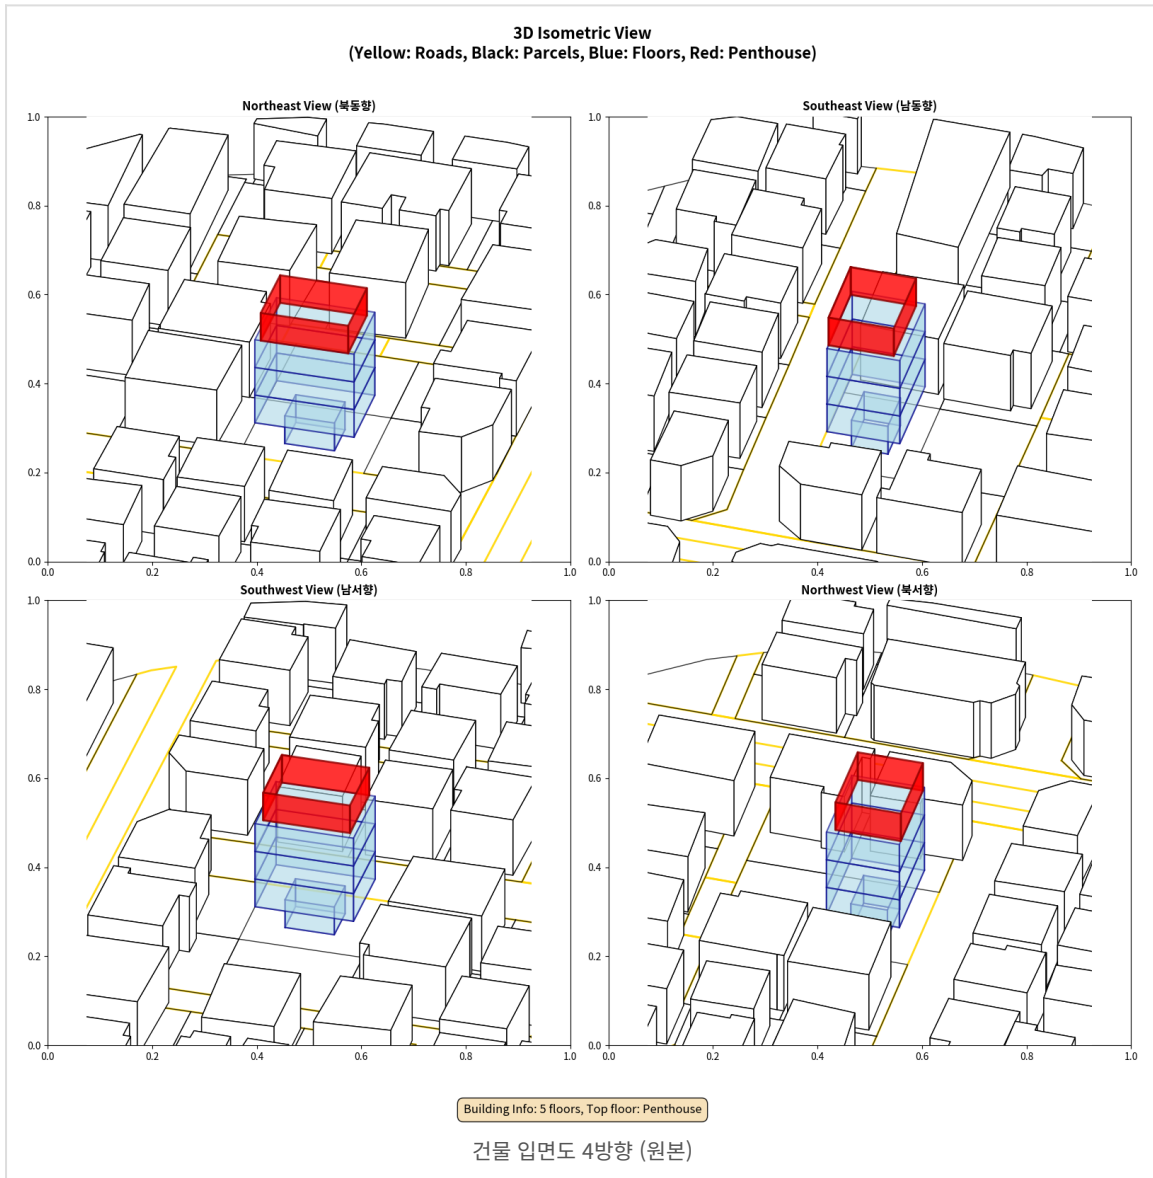 3D Isometric View
(Yellow: Roads, Black: Parcels, Blue: Floors, Red: Penthouse)
Northeast View (북동향)
1.0
0.8
0.6
0.4
0.2
0.0
0.0 0.2 0.4 0.6 0.8 1.0
Southeast View (남동향)
1.0
0.8
0.6
0.4
0.2
0.0
0.0 0.2 0.4 0.6 0.8 1.0
Southwest View (남서향)
1.0
0.8
0.6
0.4
0.2
0.0
0.0 0.2 0.4 0.6 0.8 1.0
Northwest View (북서향)
1.0
0.8
0.6
0.4
0.2
0.0
0.0 0.2 0.4 0.6 0.8 1.0
Building Info: 5 floors, Top floor: Penthouse
건물 입면도 4방향 (원본)